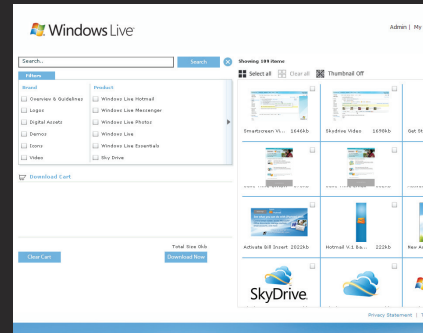 Windows Live
Admin | My
Search...
Search
Showing 189 Items
Select all
Clear all
Thumbnail Off
Filters
Brand
Product
Overview & Guidelines
Windows Live Hotmail
Logos
Windows Live Messenger
Digital Assets
Windows Live Photos
Demos
Windows Live
Icons
Windows Live Essentials
Video
Sky Drive
Smartscreen Vi... 1646kb
Skydrive Video 1698kb
Get St
Download Cart
Activate Bill Insert 2022kb
Hotmail V.1 Ba... 222kb
New A
Total Size 0kb
Clear Cart
Download Now
SkyDrive
Privacy Statement | T